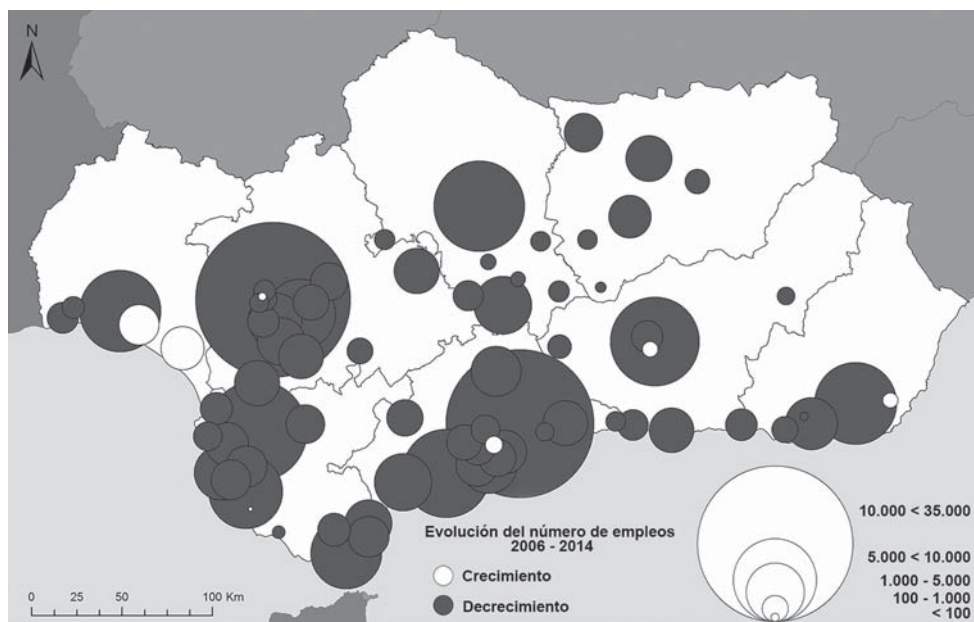 N
Evolución del número de empleos
2006 - 2014
Crecimiento
Decrecimiento
10.000 < 35.000
5.000 < 10.000
1.000 - 5.000
100 - 1.000
< 100
0 25 50 100 Km